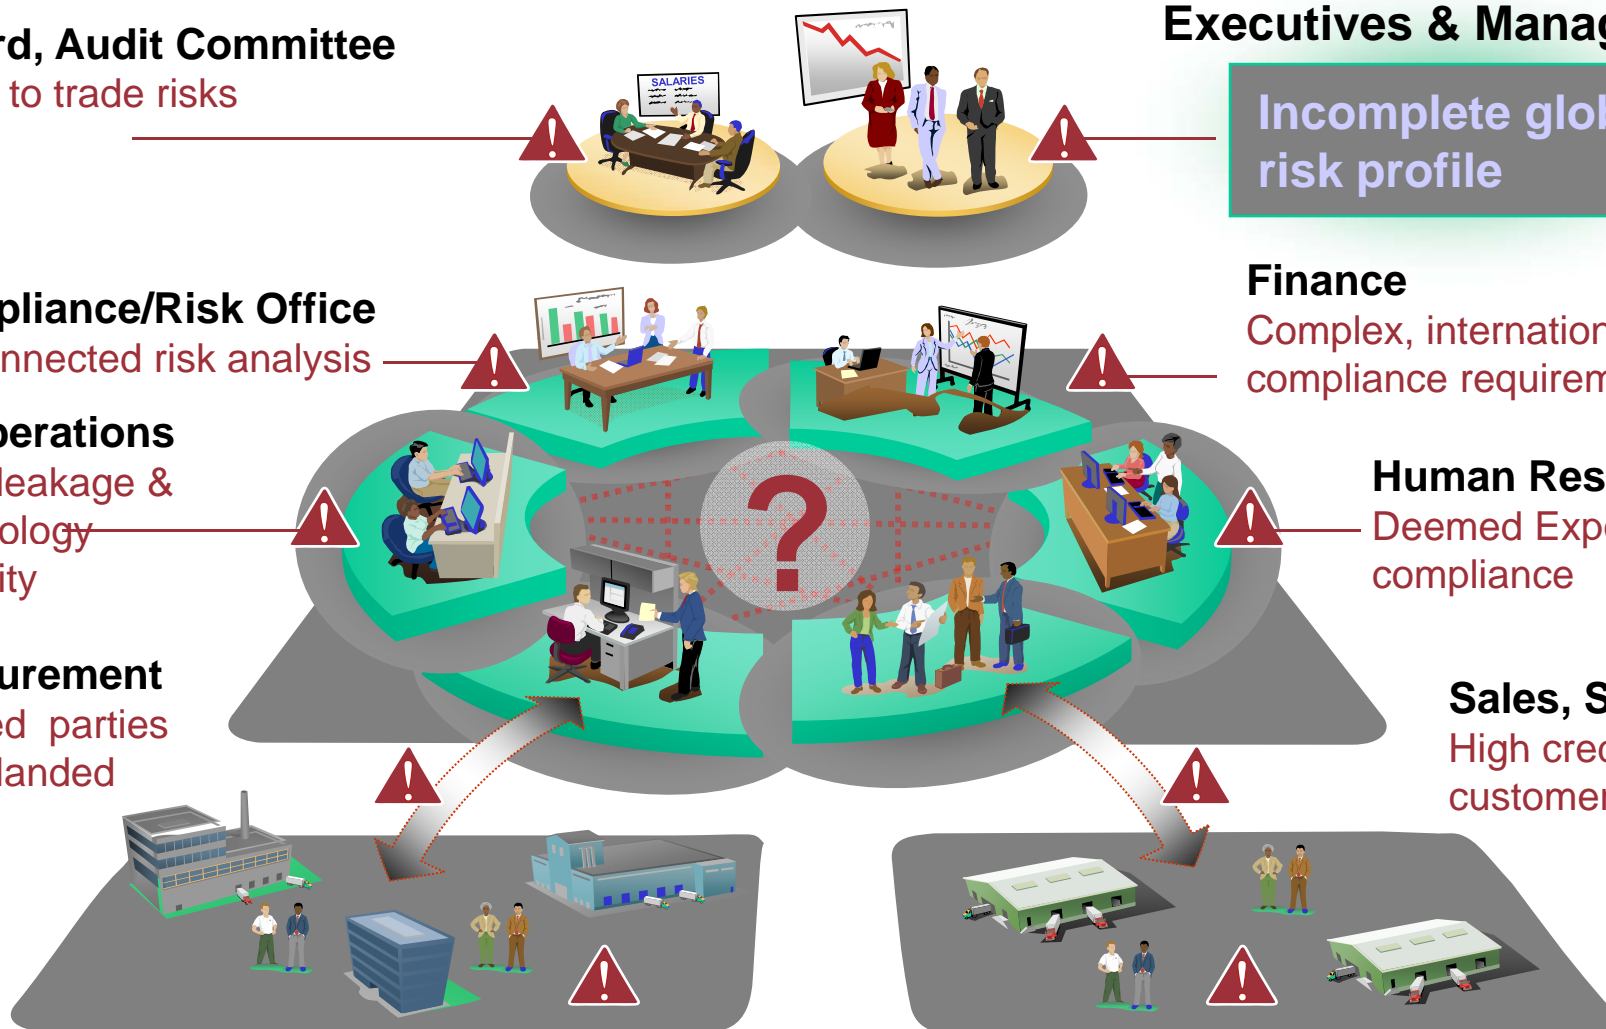 rd, Audit Committee
to trade risks
SALARIES
Executives & Manag
Incomplete glob
risk profile
pliance/Risk Office
nnected risk analysis
Finance
Complex, internation
compliance requirem
perations
leakage &
ology
ity
Human Res
Deemed Expo
compliance
?
urement
ed parties
landed
Sales, S
High cred
customer